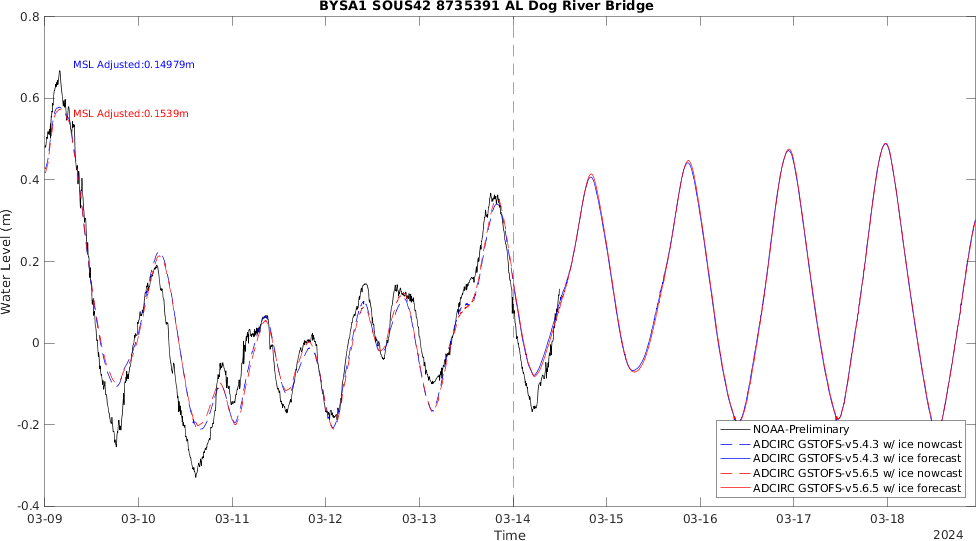 BYSA1 SOUS42 8735391 AL Dog River Bridge
0.8
0.6
0.4
0.2
0
-0.2
-0.4
Water Level (m)
MSL Adjusted:0.14979m
MSL Adjusted:0.1539m
NOAA-Preliminary
ADCIRC GSTOFS-v5.4.3 w/ ice nowcast
ADCIRC GSTOFS-v5.4.3 w/ ice forecast
ADCIRC GSTOFS-v5.6.5 w/ ice nowcast
ADCIRC GSTOFS-v5.6.5 w/ ice forecast
03-09 03-10 03-11 03-12 03-13 03-14 03-15 03-16 03-17 03-18
Time
2024